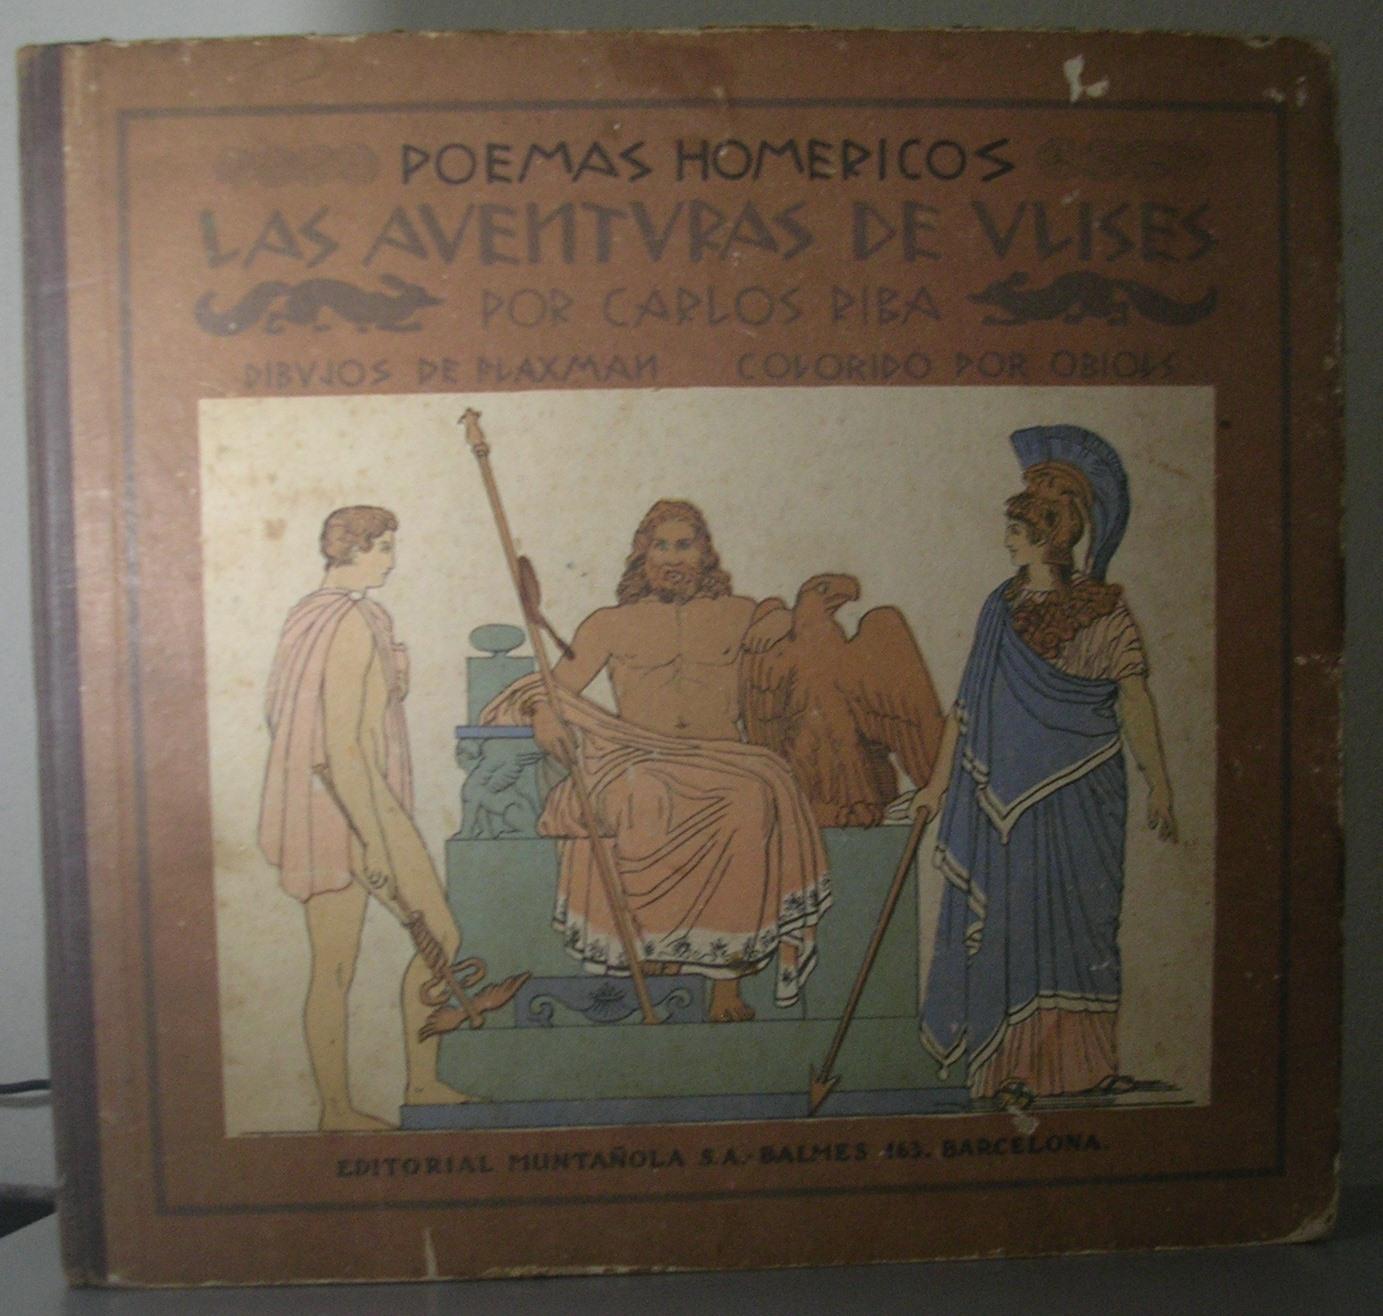 POEMAS HOMERICOS
LAS AVENTVRAS DE VLISES
POR CARLOS RIBA
DIBVJOS DE FLAXMAN COLORIDO POR OBIOLS
EDITORIAL MUNTAÑOLA S.A.-BALMES 163. BARCELONA.